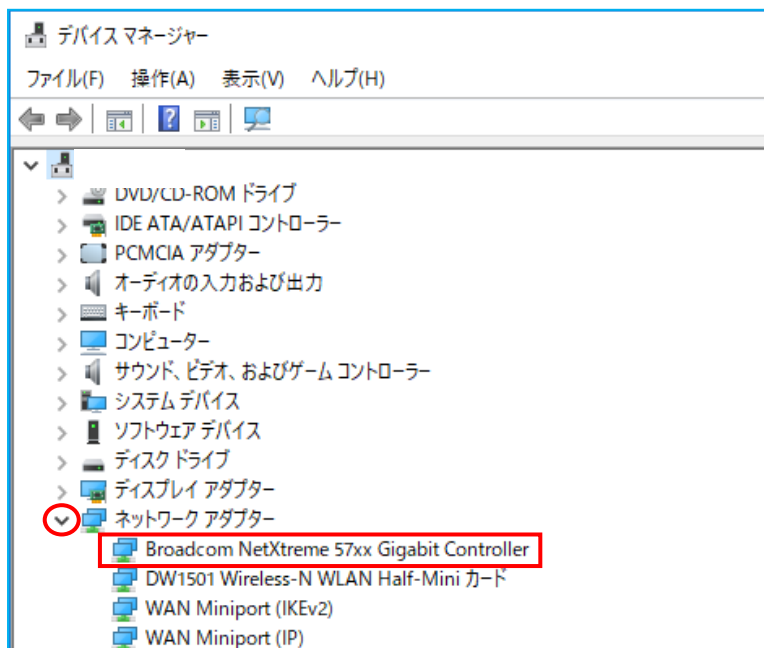 デバイス マネージャー
ファイル(F) 操作(A) 表示(V) ヘルプ(H)
DVD/CD-ROM ドライブ
IDE ATA/ATAPI コントローラー
PCMCIA アダプター
オーディオの入力および出力
キーボード
コンピューター
サウンド、ビデオ、およびゲーム コントローラー
システム デバイス
ソフトウェア デバイス
ディスク ドライブ
ディスプレイ アダプター
ネットワーク アダプター
Broadcom NetXtreme 57xx Gigabit Controller
DW1501 Wireless-N WLAN Half-Mini カード
WAN Miniport (IKEv2)
WAN Miniport (IP)